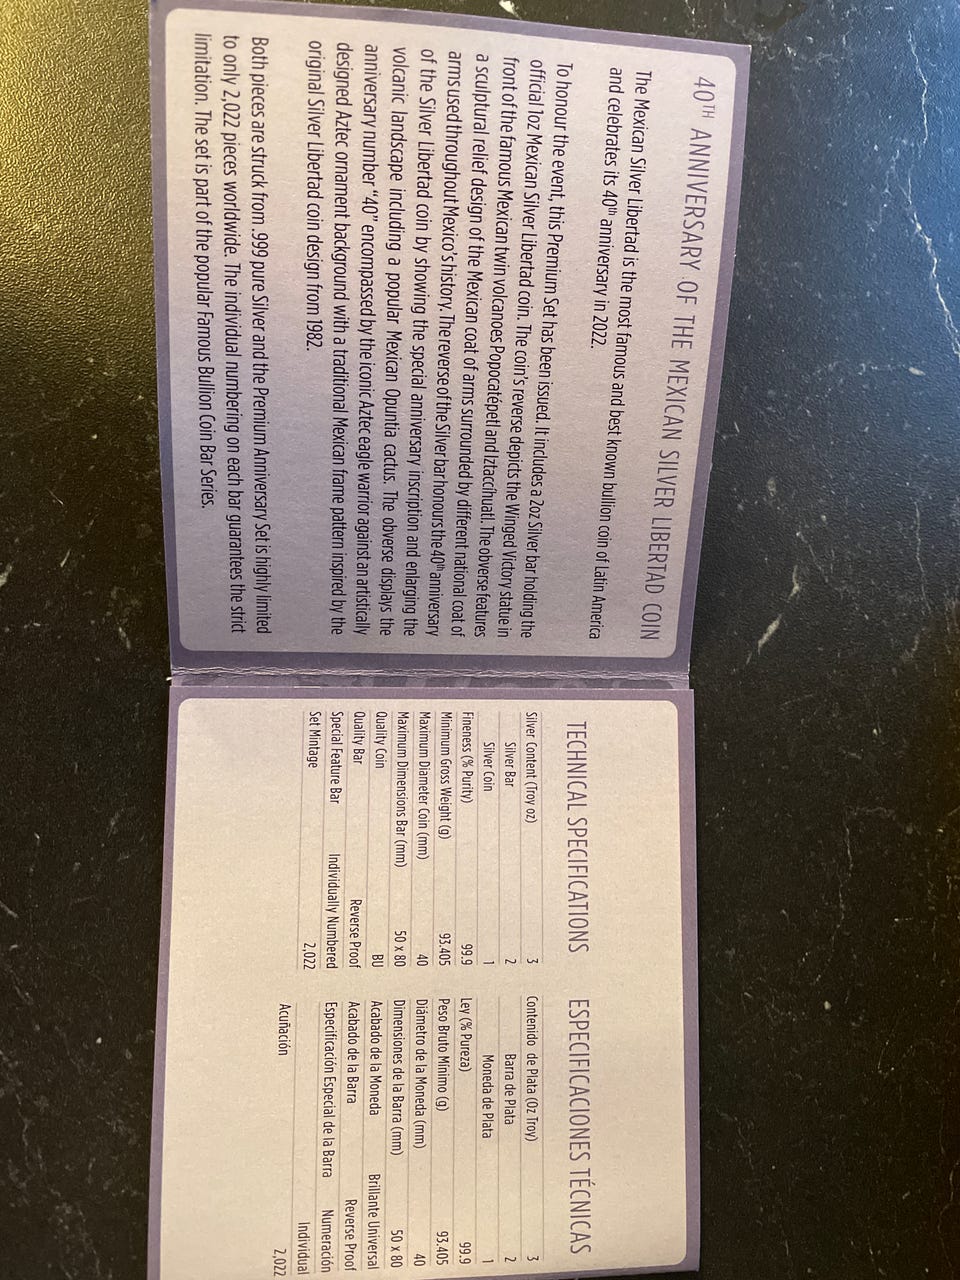 40TH ANNIVERSARY OF THE MEXICAN SILVER LIBERTAD COIN
The Mexican Silver Libertad is the most famous and best known bullion coin of Latin America
and celebrates its 40th anniversary in 2022.
To honour the event, this Premium Set has been issued. It includes a 2oz Silver bar holding the
official 1oz Mexican Silver Libertad coin. The coin's reverse depicts the Winged Victory statue in
front of the famous Mexican twin volcanoes Popocatépetl and Iztaccíhuatl. The obverse features
a sculptural relief design of the Mexican coat of arms surrounded by different national coat of
arms used throughout Mexico's history. The reverse of the Silver bar honours the 40th anniversary
of the Silver Libertad coin by showing the special anniversary inscription and enlarging the
volcanic landscape including a popular Mexican Opuntia cactus. The obverse displays the
anniversary number “40” encompassed by the iconic Aztec eagle warrior against an artistically
designed Aztec ornament background with a traditional Mexican frame pattern inspired by the
original Silver Libertad coin design from 1982.
Both pieces are struck from .999 pure Silver and the Premium Anniversary Set is highly limited
to only 2,022 pieces worldwide. The individual numbering on each bar guarantees the strict
limitation. The set is part of the popular Famous Bullion Coin Bar Series.
TECHNICAL SPECIFICATIONS
Silver Content (Troy oz) 3
Silver Bar 2
Silver Coin 1
Fineness (% Purity) 99.9
Minimum Gross Weight (g) 93.405
Maximum Diameter Coin (mm) 40
Maximum Dimensions Bar (mm) 50 x 80
Quality Coin BU
Quality Bar Reverse Proof
Special Feature Bar Individually Numbered
Set Mintage 2,022
ESPECIFICACIONES TÉCNICAS
Contenido de Plata (Oz Troy) 3
Barra de Plata 2
Moneda de Plata 1
Ley (% Pureza) 99.9
Peso Bruto Mínimo (g) 93.405
Diámetro de la Moneda (mm) 40
Dimensiones de la Barra (mm) 50 x 80
Acabado de la Moneda Brillante Universal
Acabado de la Barra Reverse Proof
Especificación Especial de la Barra Numeración
Individual
Acuñación 2,022